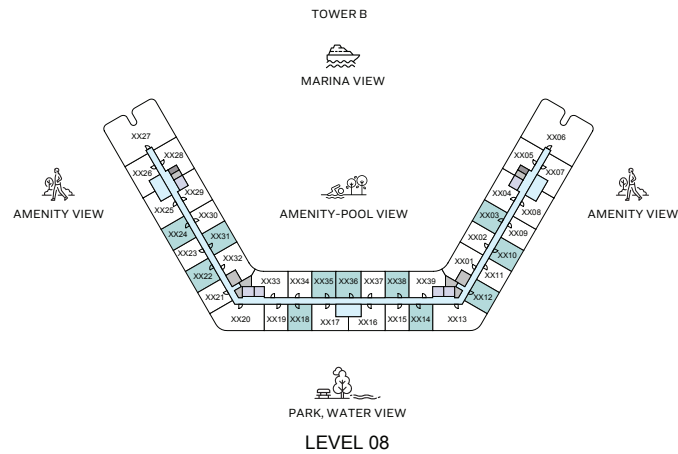 TOWER B
MARINA VIEW
XX27
XX06
XX28
XX05
XX26
XX07
AMENITY VIEW
AMENITY-POOL VIEW
AMENITY VIEW
XX29
XX04
XX25
XX08
XX30
XX03
XX24
XX31
XX02
XX09
XX23
XX10
XX32
XX01
XX22
XX11
XX33
XX34
XX35
XX36
XX37
XX38
XX39
XX21
XX12
XX20
XX19
XX18
XX17
XX16
XX15
XX14
XX13
PARK, WATER VIEW
LEVEL 08